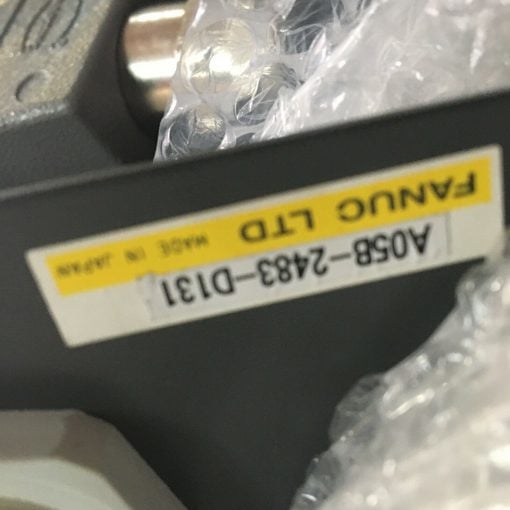 FANUC LTD MADE IN JAPAN
A05B-2483-D131